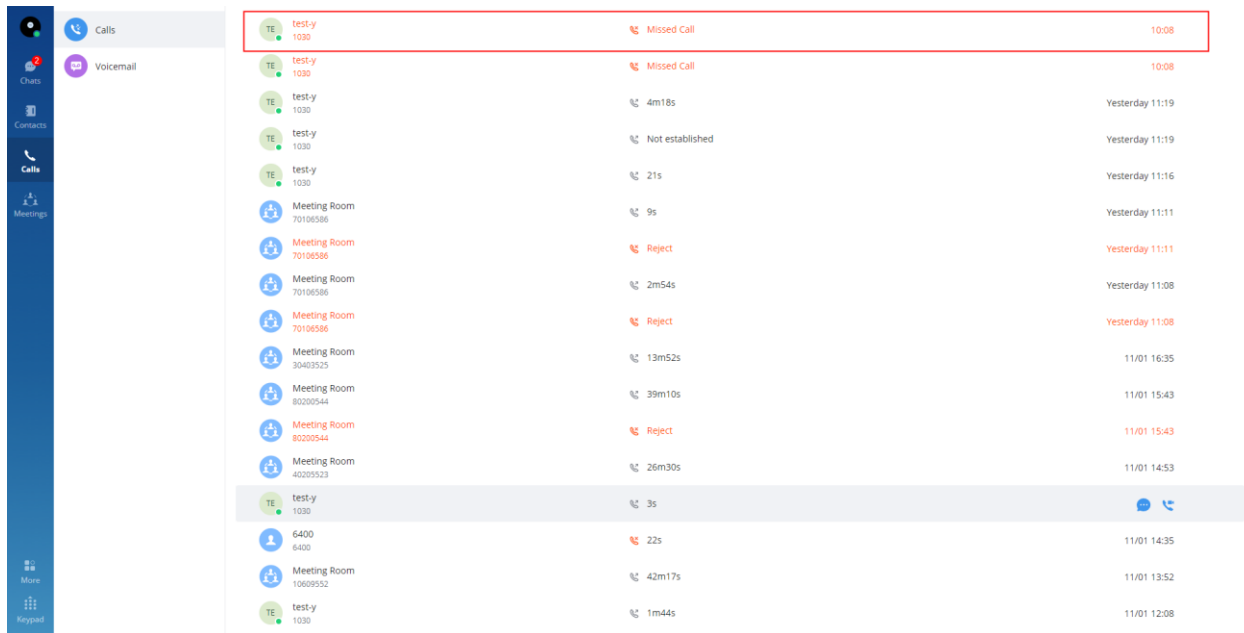 Calls
Voicemail
2
Chats
Contacts
Calls
Meetings
More
Keypad
TE test-y Missed Call 10:08
1030
TE test-y Missed Call 10:08
1030
TE test-y 4m18s Yesterday 11:19
1030
TE test-y Not established Yesterday 11:19
1030
TE test-y 21s Yesterday 11:16
1030
Meeting Room 9s Yesterday 11:11
70106586
Meeting Room Reject Yesterday 11:11
70106586
Meeting Room 2m54s Yesterday 11:08
70106586
Meeting Room Reject Yesterday 11:08
70106586
Meeting Room 13m52s 11/01 16:35
30403525
Meeting Room 39m10s 11/01 15:43
80200544
Meeting Room Reject 11/01 15:43
80200544
Meeting Room 26m30s 11/01 14:53
40205523
TE test-y 3s
1030
6400 22s 11/01 14:35
6400
Meeting Room 42m17s 11/01 13:52
10609552
TE test-y 1m44s 11/01 12:08
1030